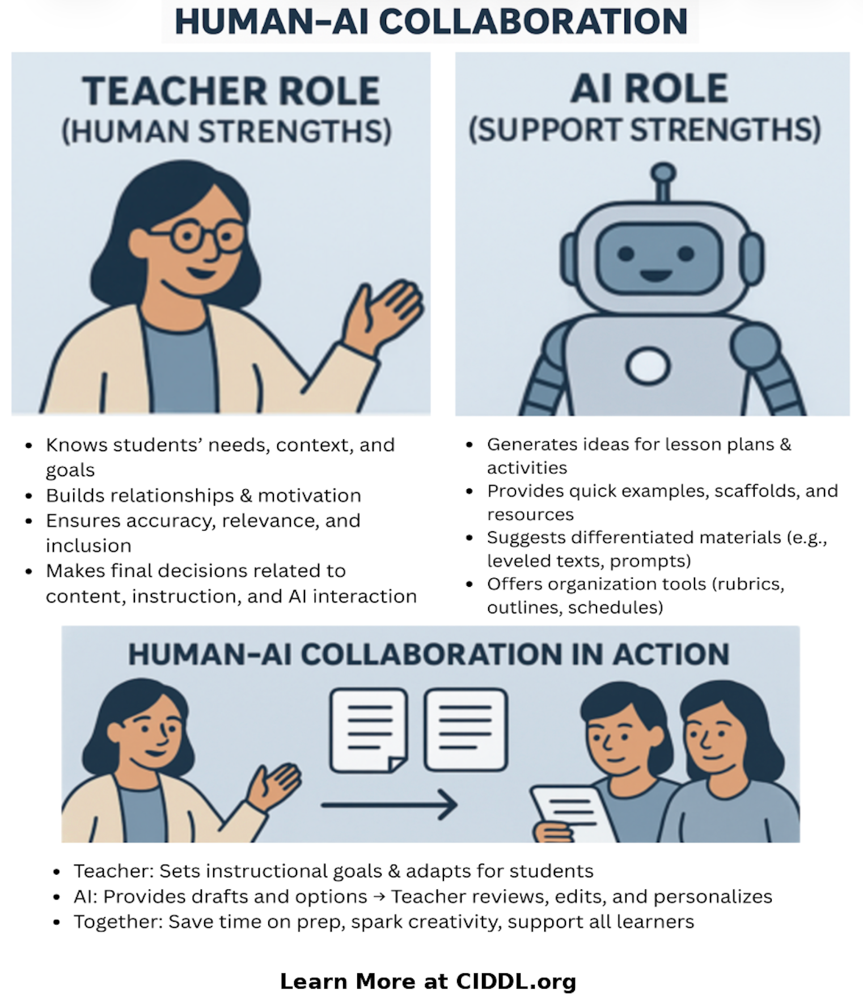 HUMAN–AI COLLABORATION
TEACHER ROLE
(HUMAN STRENGTHS)
• Knows students’ needs, context, and
goals
• Builds relationships & motivation
• Ensures accuracy, relevance, and
inclusion
• Makes final decisions related to
content, instruction, and AI interaction
AI ROLE
(SUPPORT STRENGTHS)
• Generates ideas for lesson plans &
activities
• Provides quick examples, scaffolds, and
resources
• Suggests differentiated materials (e.g.,
leveled texts, prompts)
• Offers organization tools (rubrics,
outlines, schedules)
HUMAN–AI COLLABORATION IN ACTION
• Teacher: Sets instructional goals & adapts for students
• AI: Provides drafts and options → Teacher reviews, edits, and personalizes
• Together: Save time on prep, spark creativity, support all learners
Learn More at CIDDL.org